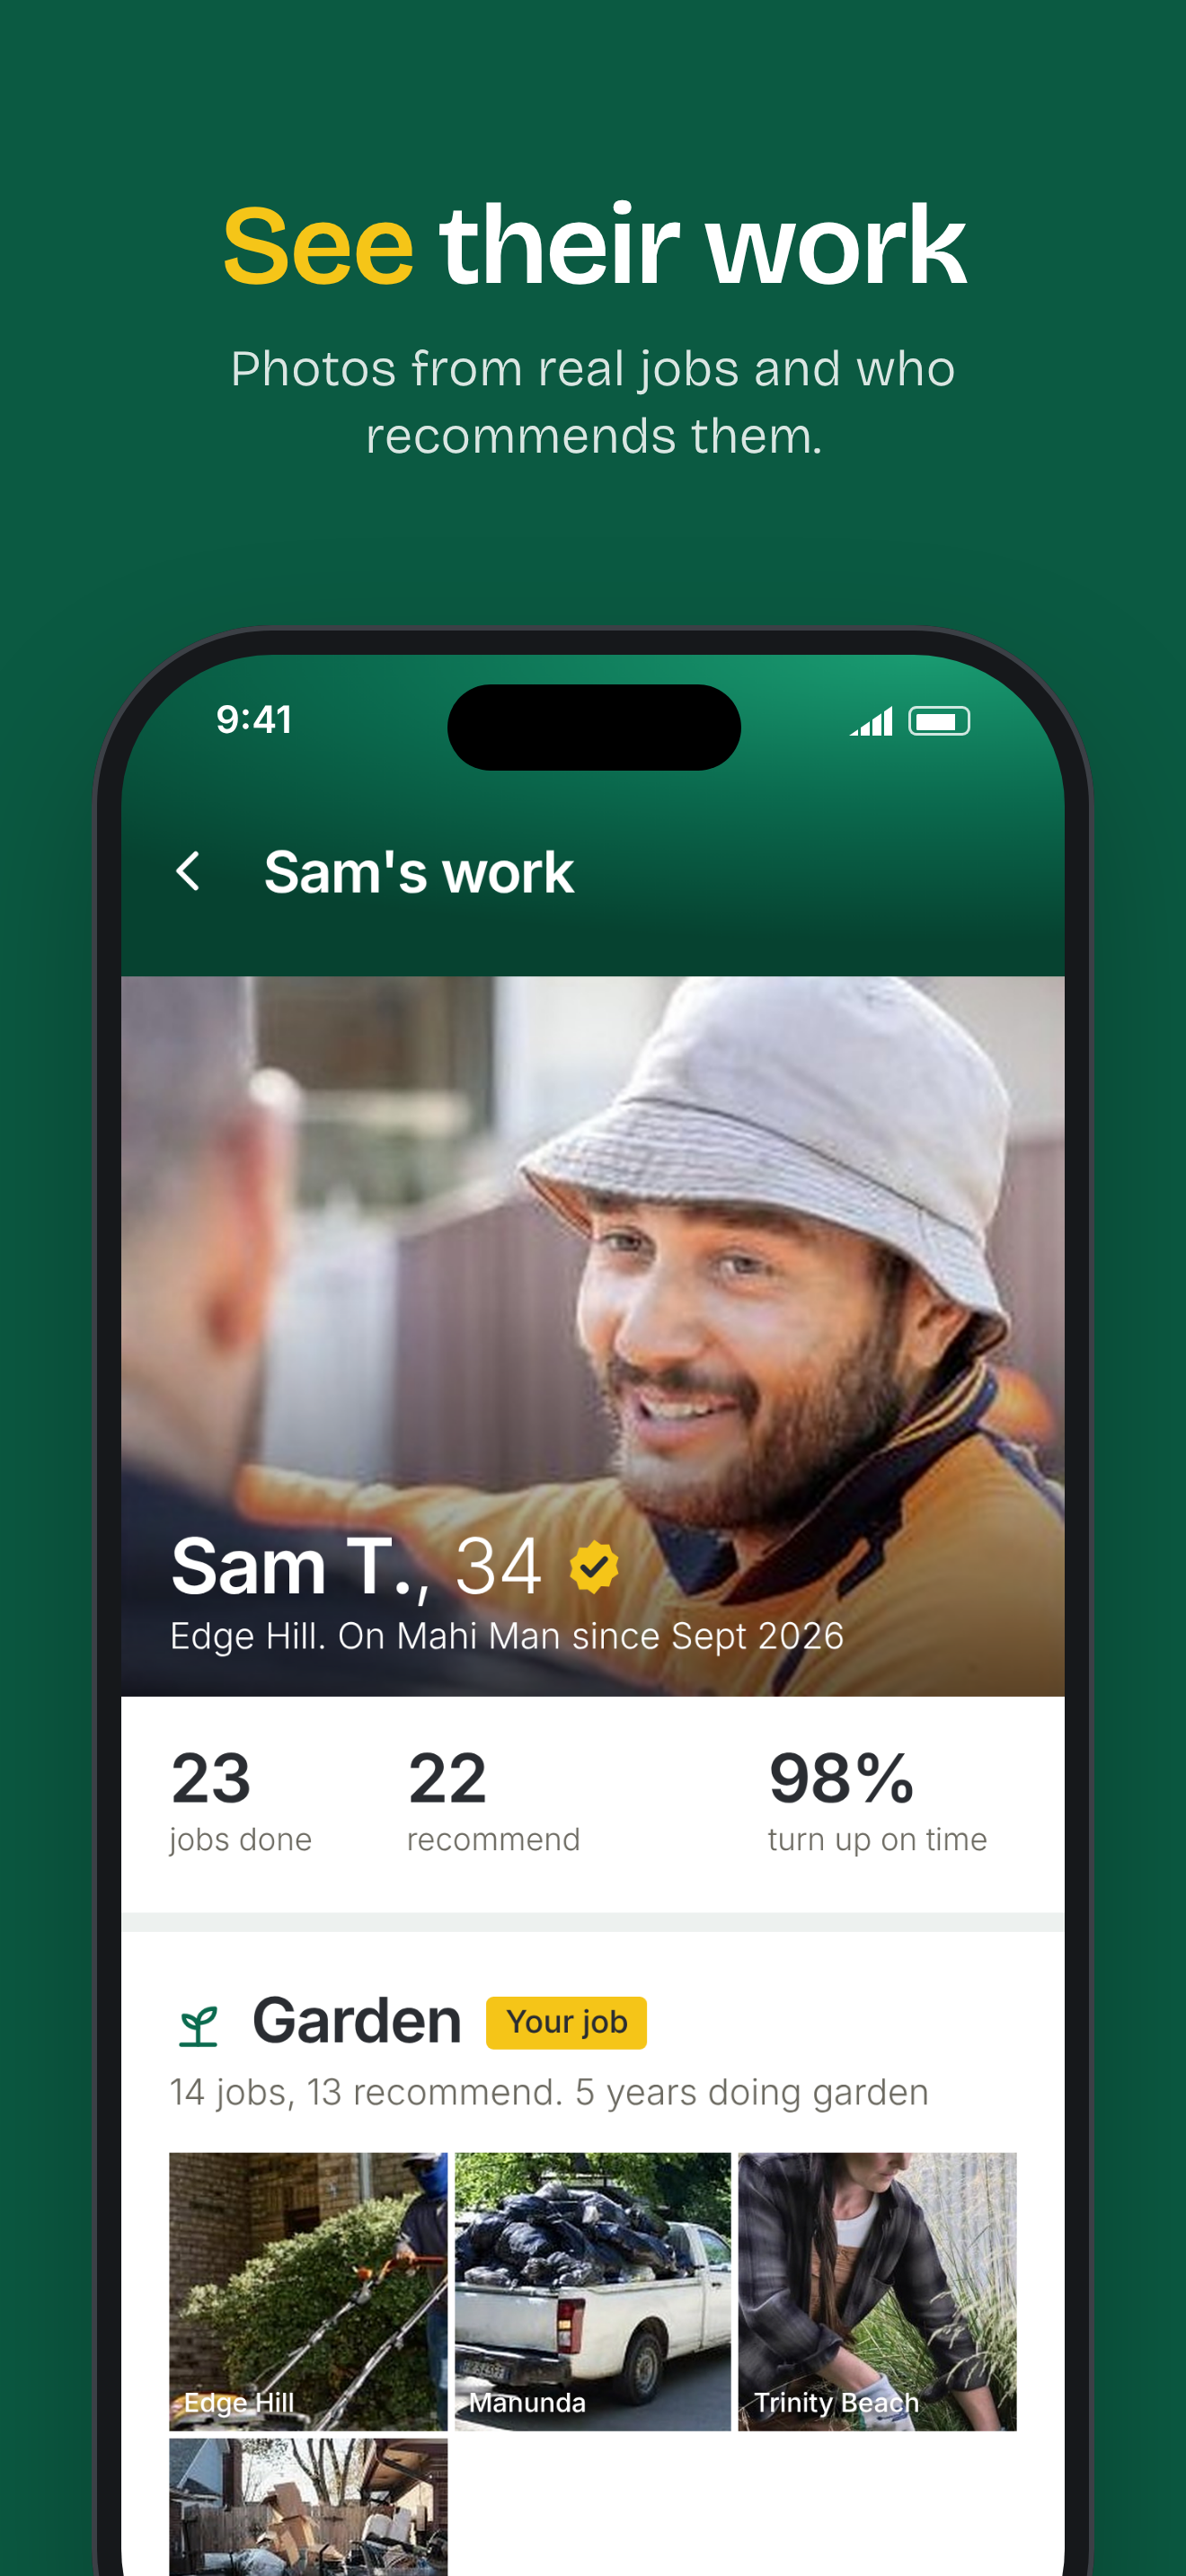 See their work
Photos from real jobs and who
recommends them.
9:41
Sam's work
Sam T., 34
Edge Hill. On Mahi Man since Sept 2026
23
jobs done
22
recommend
98%
turn up on time
Garden
Your job
14 jobs, 13 recommend. 5 years doing garden
Edge Hill
Manunda
Trinity Beach